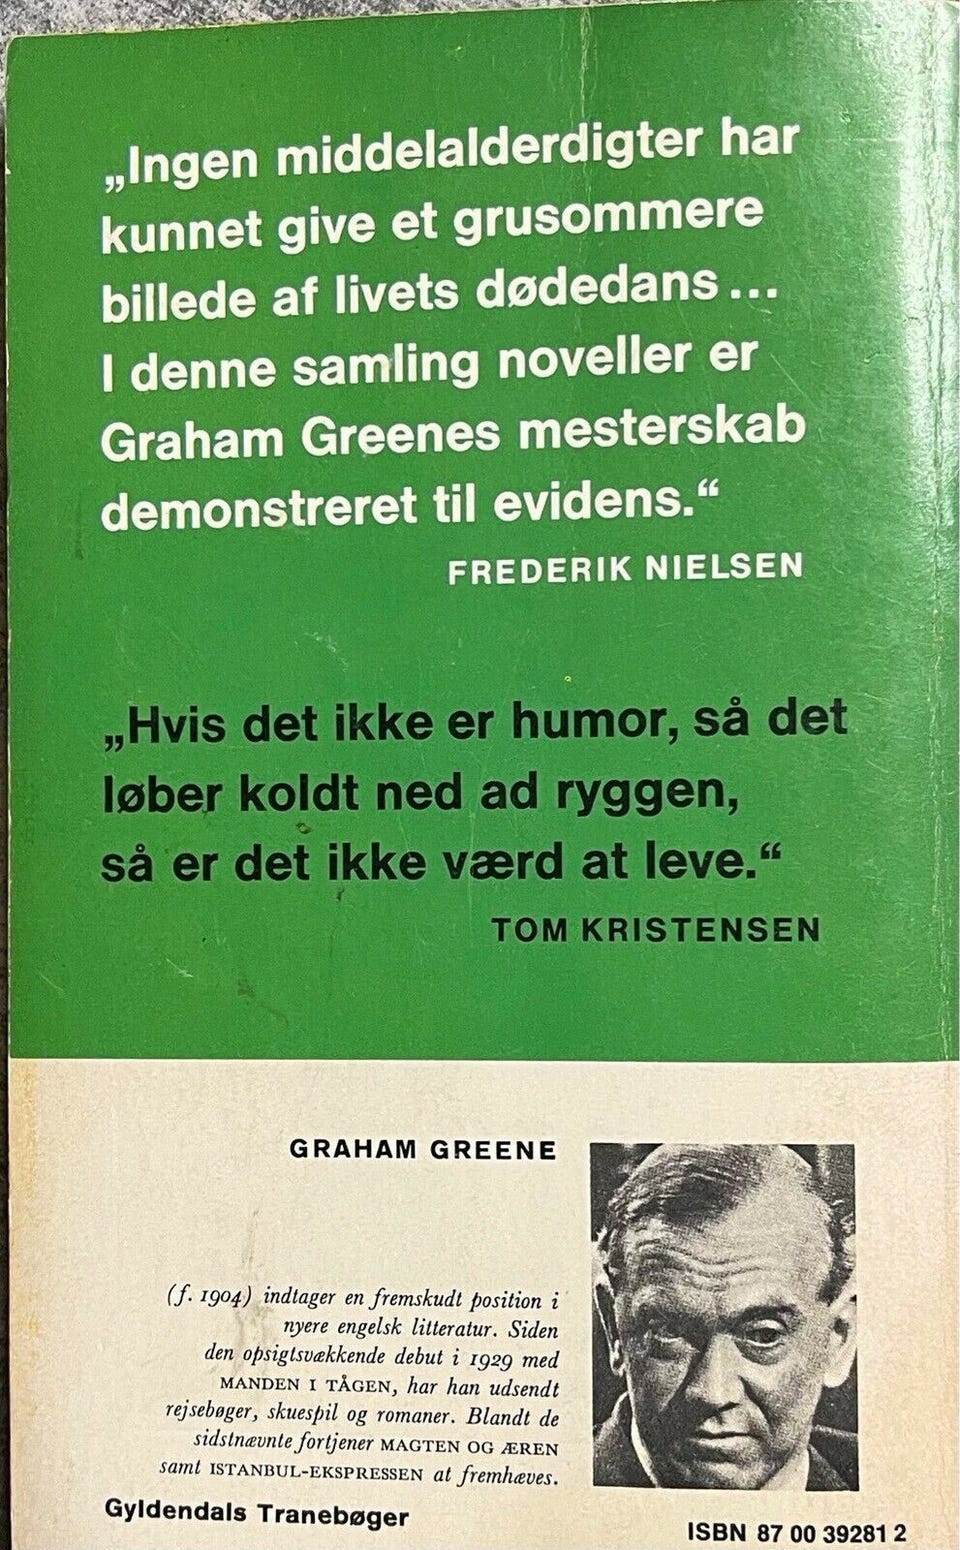 „Ingen middelalderdigter har
kunnet give et grusommere
billede af livets dødedans...
I denne samling noveller er
Graham Greenes mesterskab
demonstreret til evidens.“
FREDERIK NIELSEN
„Hvis det ikke er humor, så det
løber koldt ned ad ryggen,
så er det ikke værd at leve.“
TOM KRISTENSEN
GRAHAM GREENE
(f. 1904) indtager en fremskudt position i
nyere engelsk litteratur. Siden
den opsigtsvækkende debut i 1929 med
MANDEN I TÅGEN, har han udsendt
rejsebøger, skuespil og romaner. Blandt de
sidstnævnte fortjener MAGTEN OG ÆREN
samt ISTANBUL-EKSPRESSEN at fremhæves.
Gyldendals Tranebøger
ISBN 87 00 39281 2